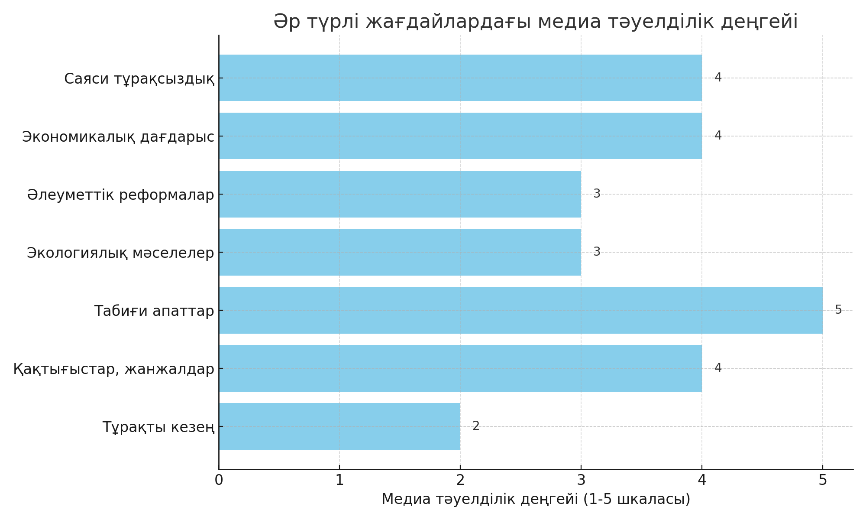 Әр түрлі жағдайлардағы медиа тәуелділік деңгейі
Саяси тұрақсыздық
4
Экономикалық дағдарыс
4
Әлеуметтік реформалар
3
Экологиялық мәселелер
3
Табиғи апаттар
5
Қақтығыстар, жанжалдар
4
Тұрақты кезең
2
0 1 2 3 4 5
Медиа тәуелділік деңгейі (1-5 шкаласы)